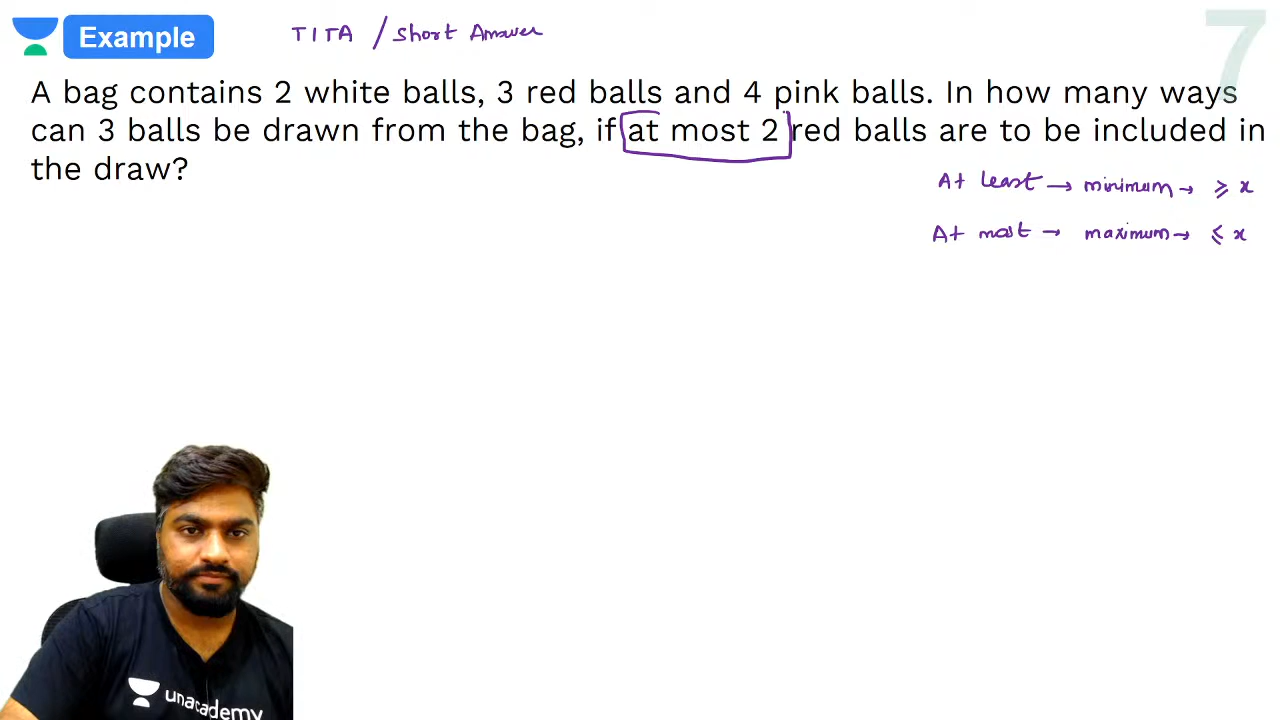 Example
TITA / short Answer
7
A bag contains 2 white balls, 3 red balls and 4 pink balls. In how many ways
can 3 balls be drawn from the bag, if at most 2 red balls are to be included in
the draw?
At least → minimum → ⩾ x
At most → maximum → ⩽ x
unacademy